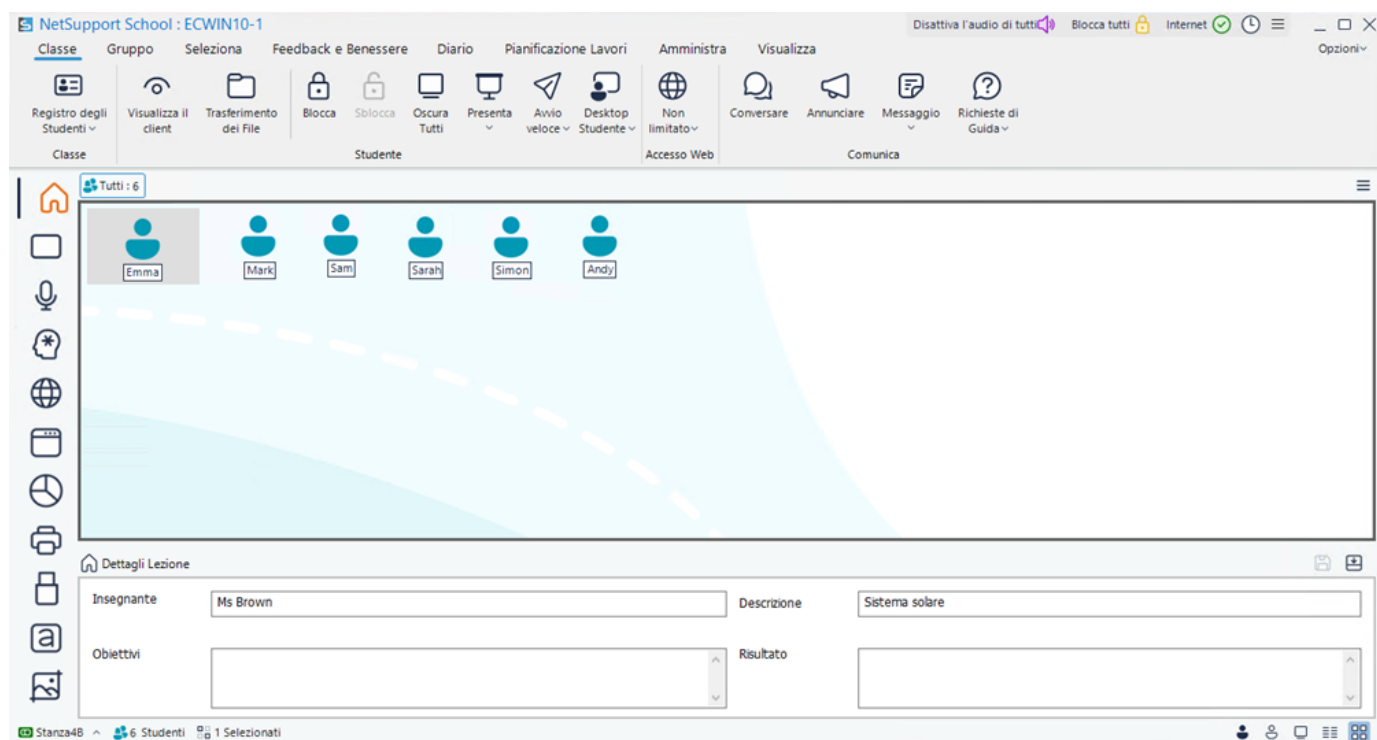 NetSupport School : ECWIN10-1
Disattiva l'audio di tutti Blocca tutti Internet
Classe Gruppo Seleziona Feedback e Benessere Diario Pianificazione Lavori Amministra Visualizza Opzioni
Registro degli Studenti
Visualizza il client
Trasferimento dei File
Blocca
Sblocca
Oscura Tutti
Presenta
Avvio veloce
Desktop Studente
Non limitato
Conversare
Annunciare
Messaggio
Richieste di Guida
Classe Studente Accesso Web Comunica
Tutti : 6
Emma Mark Sam Sarah Simon Andy
Dettagli Lezione
Insegnante Ms Brown Descrizione Sistema solare
Obiettivi Risultato
Stanza4B 6 Studenti 1 Selezionati